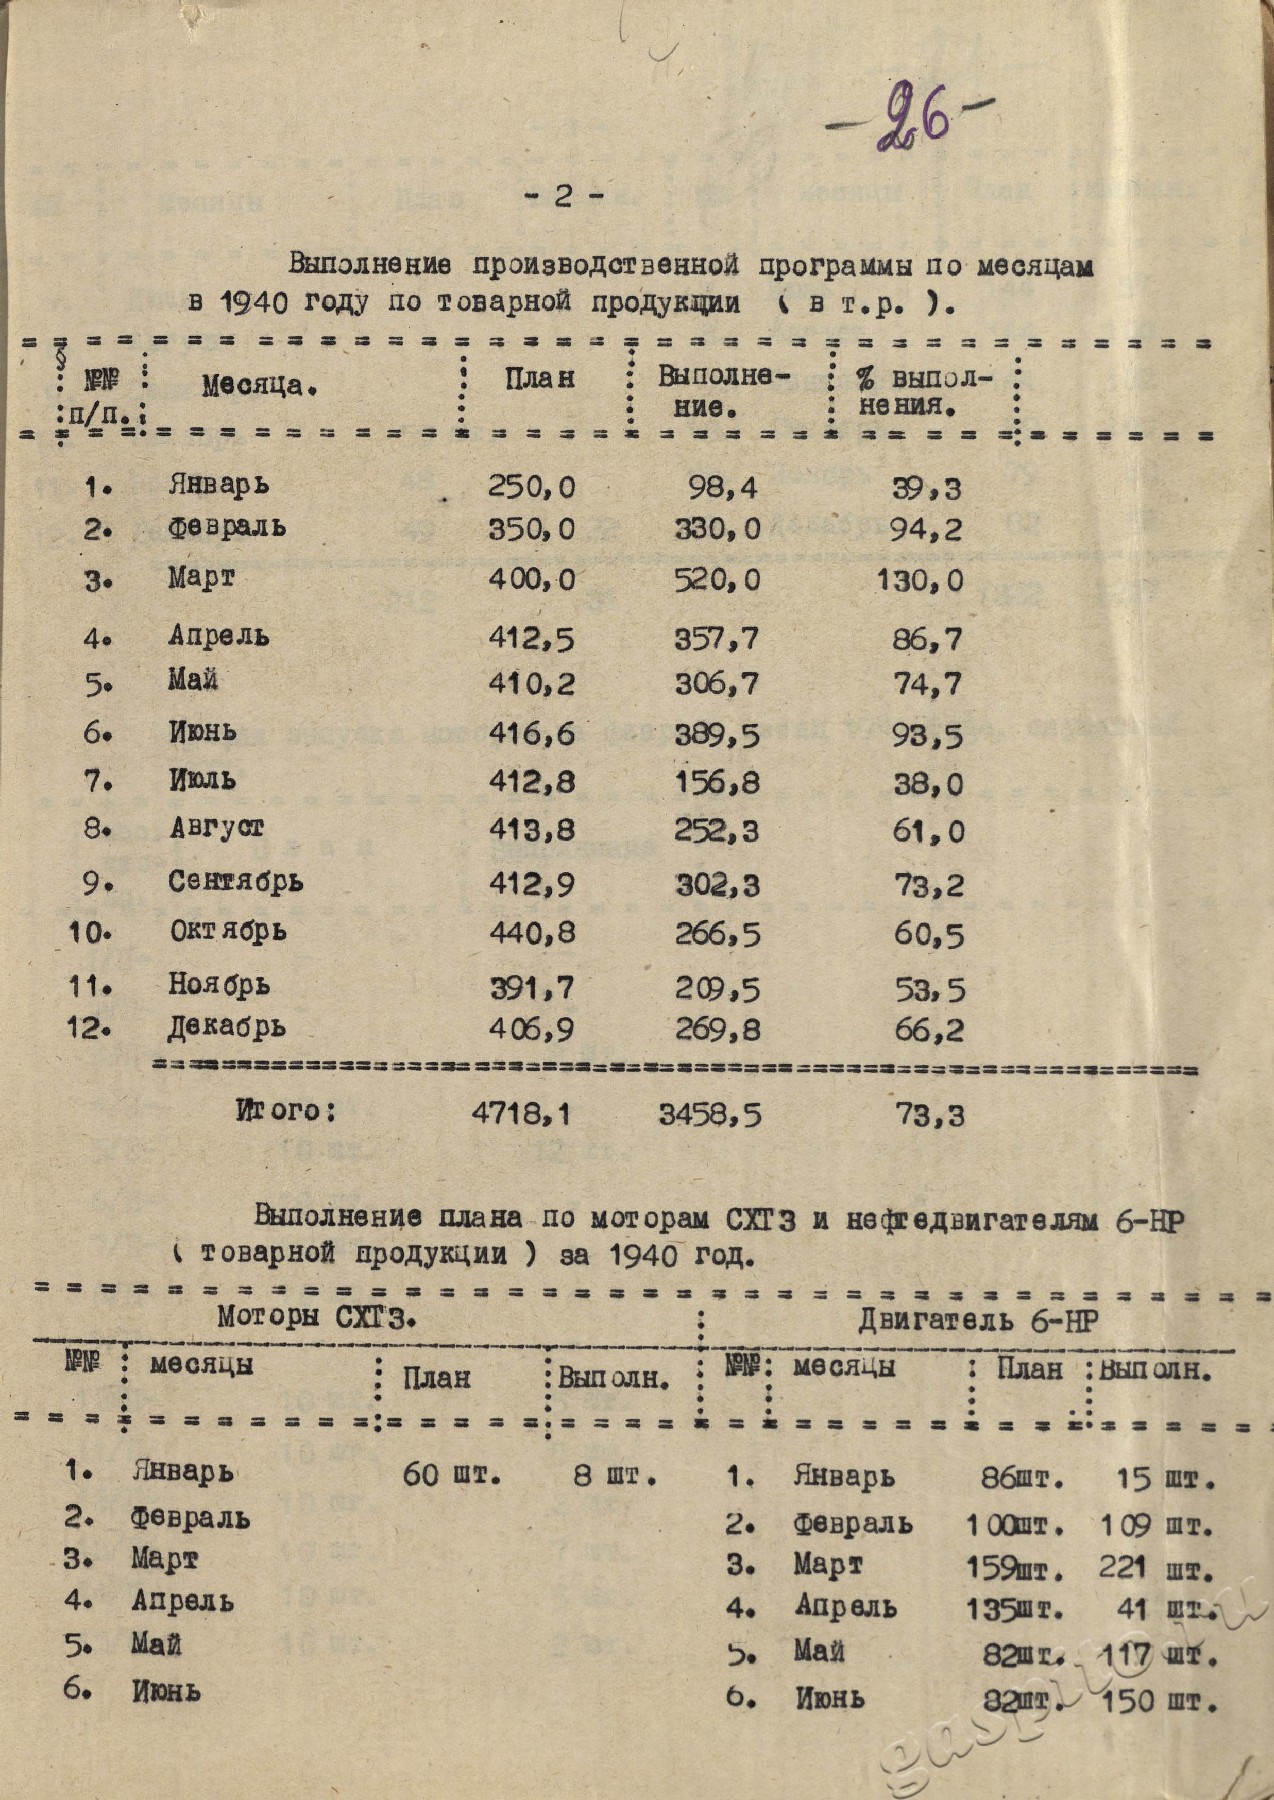 -26-
- 2 -
Выполнение производственной программы по месяцам
в 1940 году по товарной продукции ( в т.р. ).
№№ п/п. Месяца. План Выполне- ние. % выпол- нения.
1. Январь 250,0 98,4 39,3
2. Февраль 350,0 330,0 94,2
3. Март 400,0 520,0 130,0
4. Апрель 412,5 357,7 86,7
5. Май 410,2 306,7 74,7
6. Июнь 416,6 389,5 93,5
7. Июль 412,8 156,8 38,0
8. Август 413,8 252,3 61,0
9. Сентябрь 412,9 302,3 73,2
10. Октябрь 440,8 266,5 60,5
11. Ноябрь 391,7 209,5 53,5
12. Декабрь 406,9 269,8 66,2
Итого: 4718,1 3458,5 73,3
Выполнение плана по моторам СХТЗ и нефтедвигателям 6-НР
( товарной продукции ) за 1940 год.
Моторы СХТЗ. Двигатель 6-НР
№№ месяцы План Выполн. №№ месяцы План Выполн.
1. Январь 60 шт. 8 шт. 1. Январь 86шт. 15 шт.
2. Февраль 2. Февраль 100шт. 109 шт.
3. Март 3. Март 159шт. 221 шт.
4. Апрель 4. Апрель 135шт. 41 шт.
5. Май 5. Май 82шт. 117 шт.
6. Июнь 6. Июнь 82шт. 150 шт.